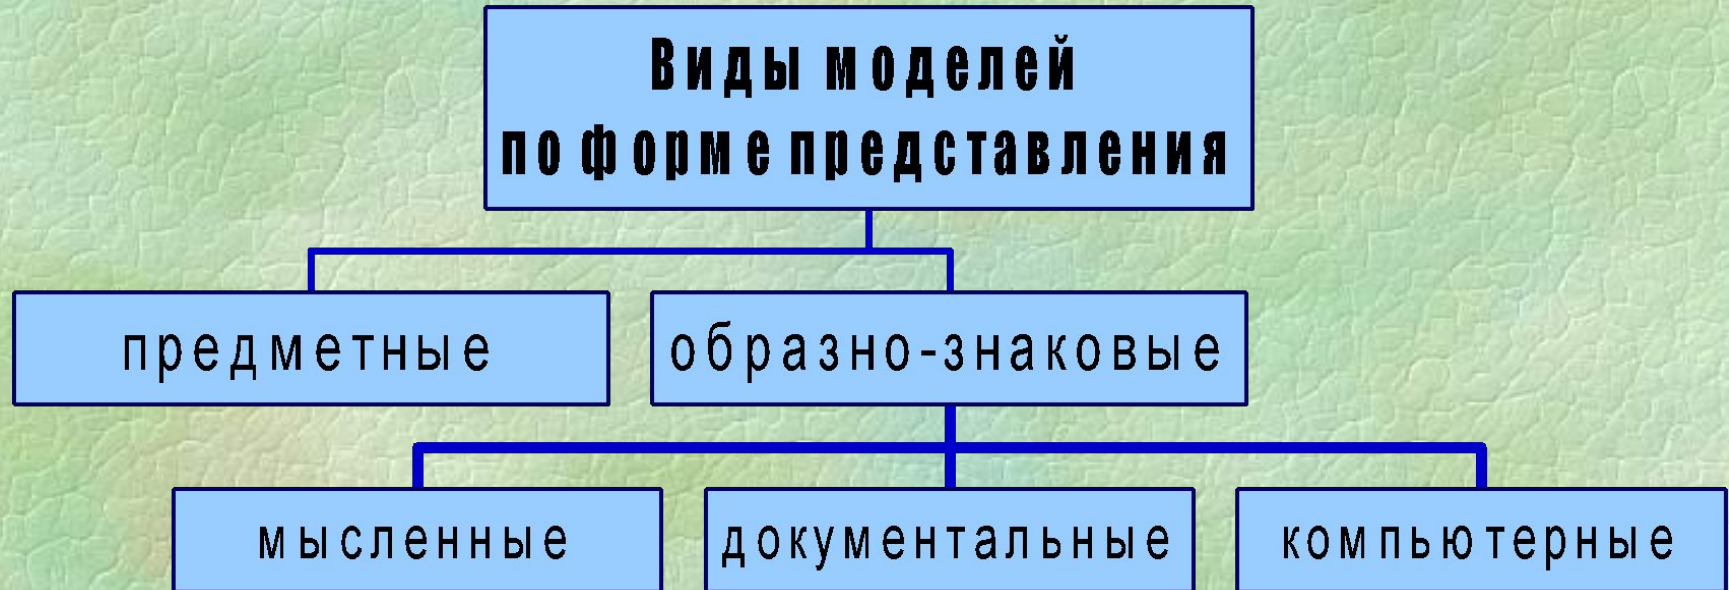 Виды моделей
по форме представления
предметные
образно-знаковые
мысленные
документальные
компьютерные